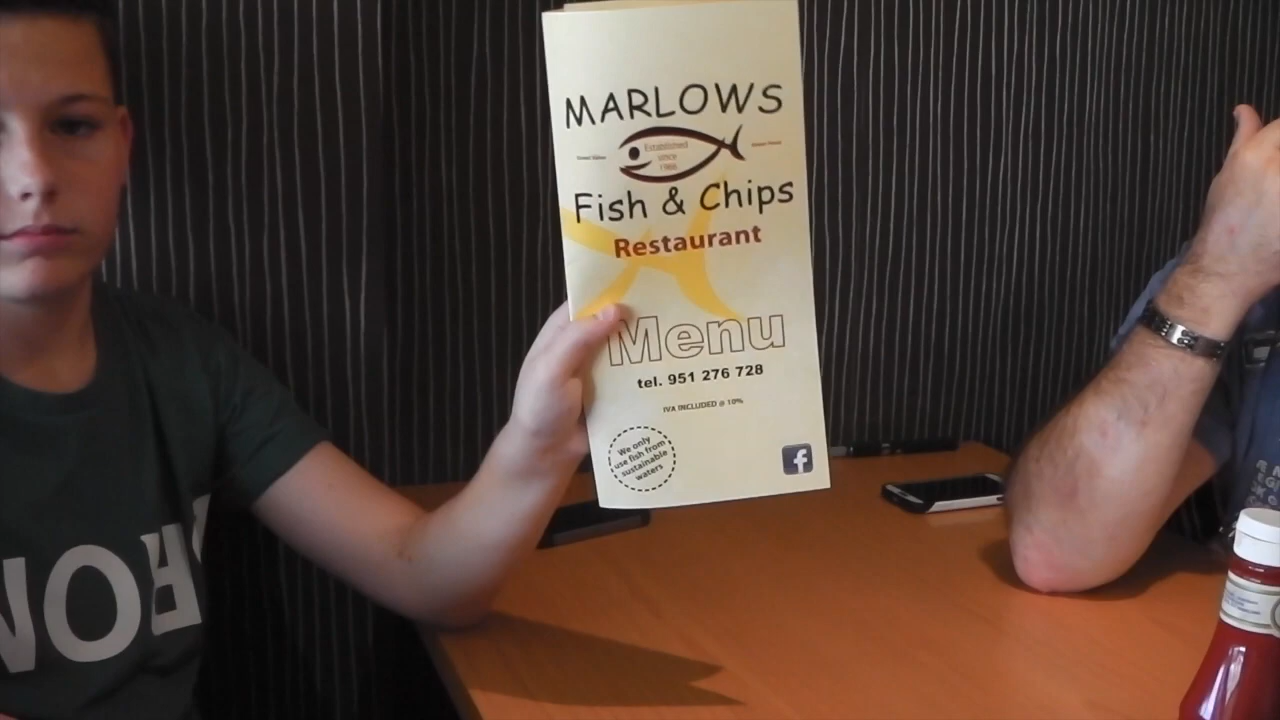 MARLOWS
Established
since
1966
Fish & Chips
Restaurant
Menu
tel. 951 276 728
IVA INCLUDED @ 10%
We only
use fish from
sustainable
waters
f